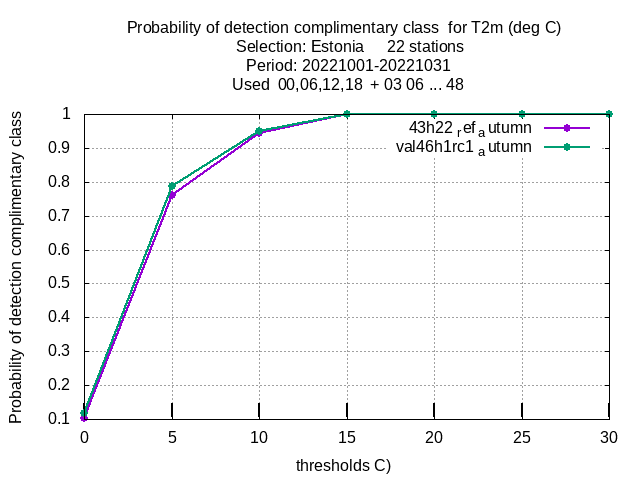 Probability of detection complimentary class  for T2m (deg C)
Selection: Estonia     22 stations
Period: 20221001-20221031
Used  00,06,12,18  + 03 06 ... 48
Probability of detection complimentary class
1
0.9
0.8
0.7
0.6
0.5
0.4
0.3
0.2
0.1
43h22 ref a utumn
val46h1rc1 a utumn
0 5 10 15 20 25 30
thresholds C)